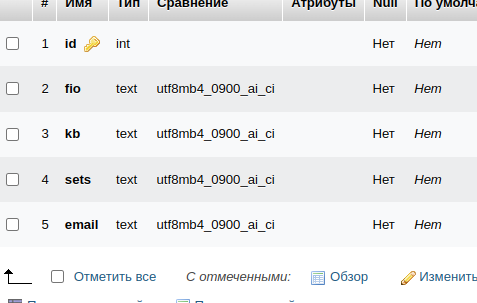 # Имя Тип Сравнение Атрибуты Null По умолча
1 id int Нет Нет
2 fio text utf8mb4_0900_ai_ci Нет Нет
3 kb text utf8mb4_0900_ai_ci Нет Нет
4 sets text utf8mb4_0900_ai_ci Нет Нет
5 email text utf8mb4_0900_ai_ci Нет Нет
Отметить все С отмеченными: Обзор Изменить